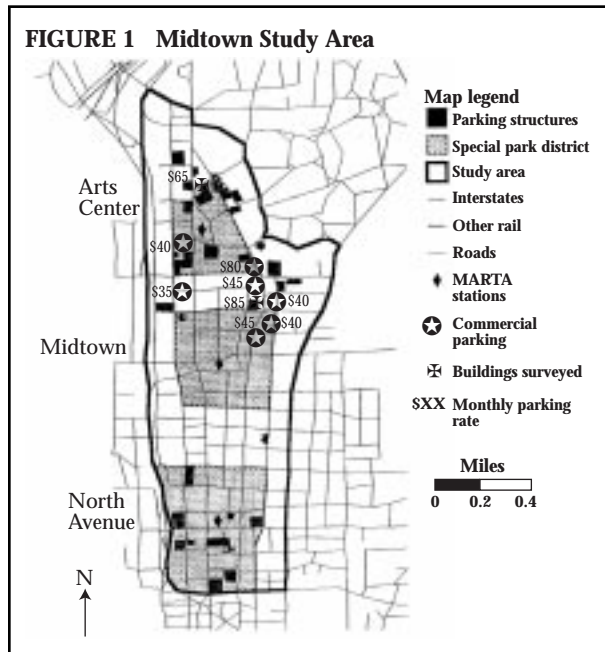 FIGURE 1 Midtown Study Area
Map legend
Parking structures
Special park district
Study area
Interstates
Other rail
Roads
MARTA
stations
Commercial
parking
Buildings surveyed
$XX Monthly parking
rate
Miles
0 0.2 0.4
Arts
Center
$65
$40
$80
$45
$35
$85
$40
$45
$40
Midtown
North
Avenue
N